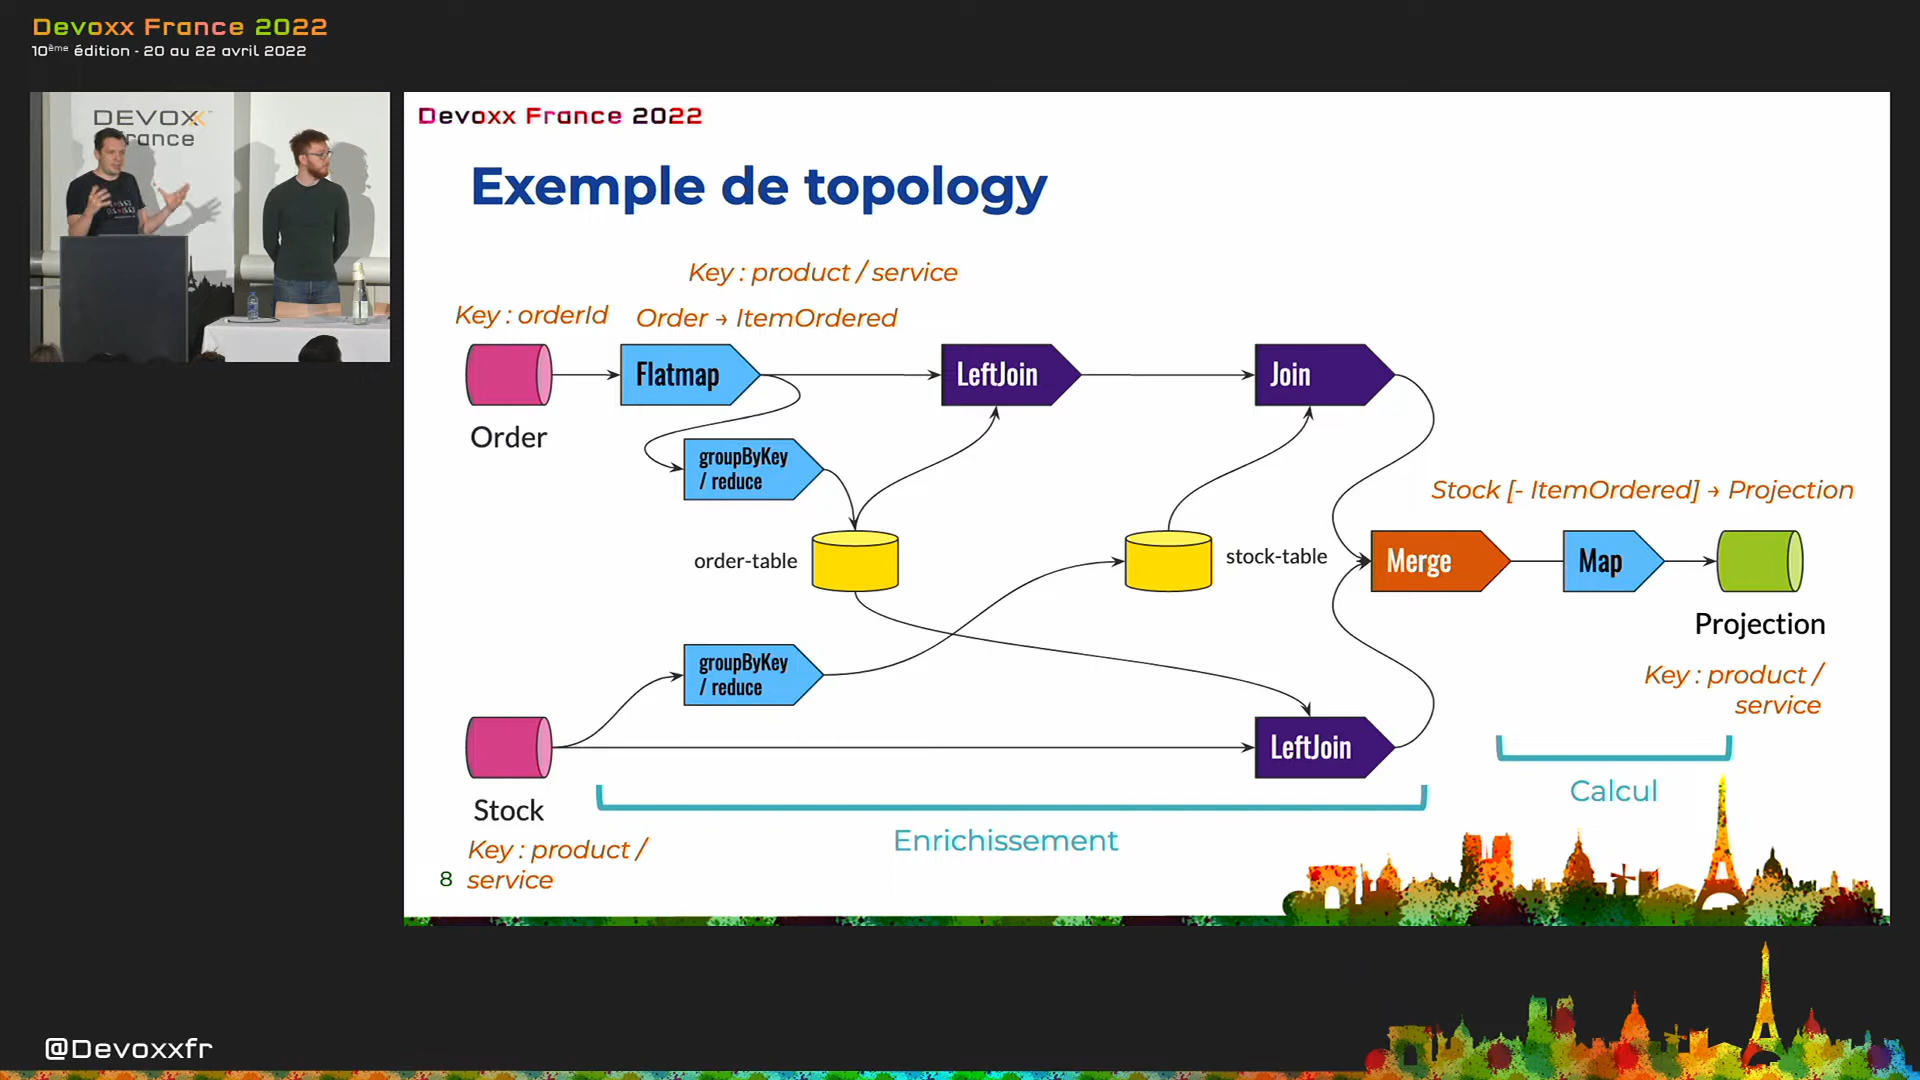 Devoxx France 2022
10ème édition - 20 au 22 avril 2022
DEVOXX
france
Devoxx France 2022
Exemple de topology
Key : product / service
Key : orderId
Order → ItemOrdered
Flatmap
LeftJoin
Join
Order
groupByKey
/ reduce
Stock [- ItemOrdered] → Projection
order-table
stock-table
Merge
Map
Projection
groupByKey
/ reduce
Key : product /
service
LeftJoin
Stock
Calcul
Enrichissement
Key : product /
service
8
@Devoxxfr